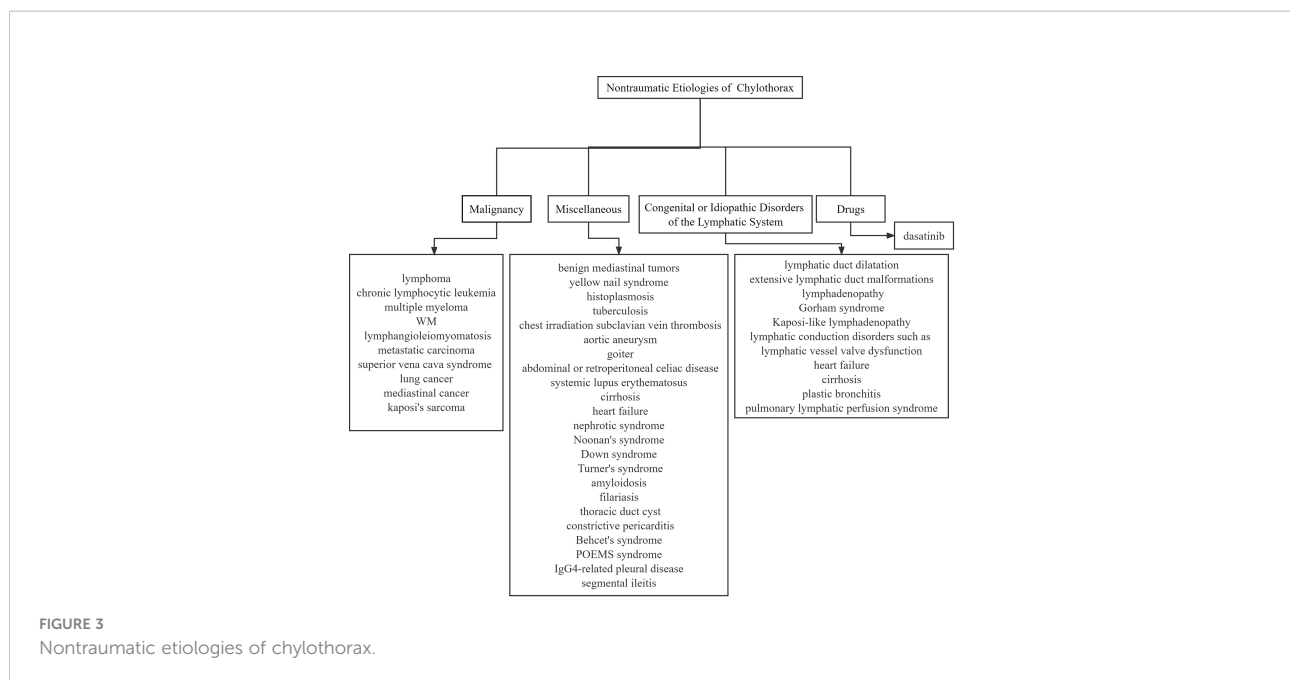 Nontraumatic Etiologies of Chylothorax
Malignancy
Miscellaneous
Congenital or Idiopathic Disorders
of the Lymphatic System
Drugs
dasatinib
lymphoma
chronic lymphocytic leukemia
multiple myeloma
WM
lymphangioleiomyomatosis
metastatic carcinoma
superior vena cava syndrome
lung cancer
mediastinal cancer
kaposi's sarcoma
benign mediastinal tumors
yellow nail syndrome
histoplasmosis
tuberculosis
chest irradiation subclavian vein thrombosis
aortic aneurysm
goiter
abdominal or retroperitoneal celiac disease
systemic lupus erythematosus
cirrhosis
heart failure
nephrotic syndrome
Noonan's syndrome
Down syndrome
Turner's syndrome
amyloidosis
filariasis
thoracic duct cyst
constrictive pericarditis
Behcet's syndrome
POEMS syndrome
IgG4-related pleural disease
segmental ileitis
lymphatic duct dilatation
extensive lymphatic duct malformations
lymphadenopathy
Gorham syndrome
Kaposi-like lymphadenopathy
lymphatic conduction disorders such as
lymphatic vessel valve dysfunction
heart failure
cirrhosis
plastic bronchitis
pulmonary lymphatic perfusion syndrome
FIGURE 3
Nontraumatic etiologies of chylothorax.